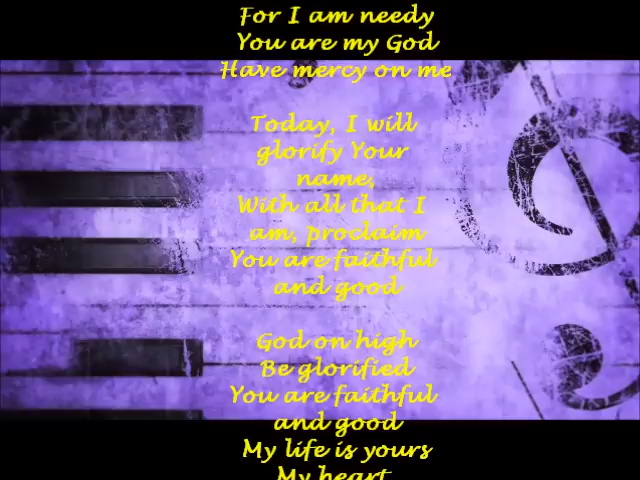 For I am needy
You are my God
Have mercy on me
Today, I will
glorify Your
name,
With all that I
am, proclaim
You are faithful
and good
God on high
Be glorified
You are faithful
and good
My life is yours
My heart